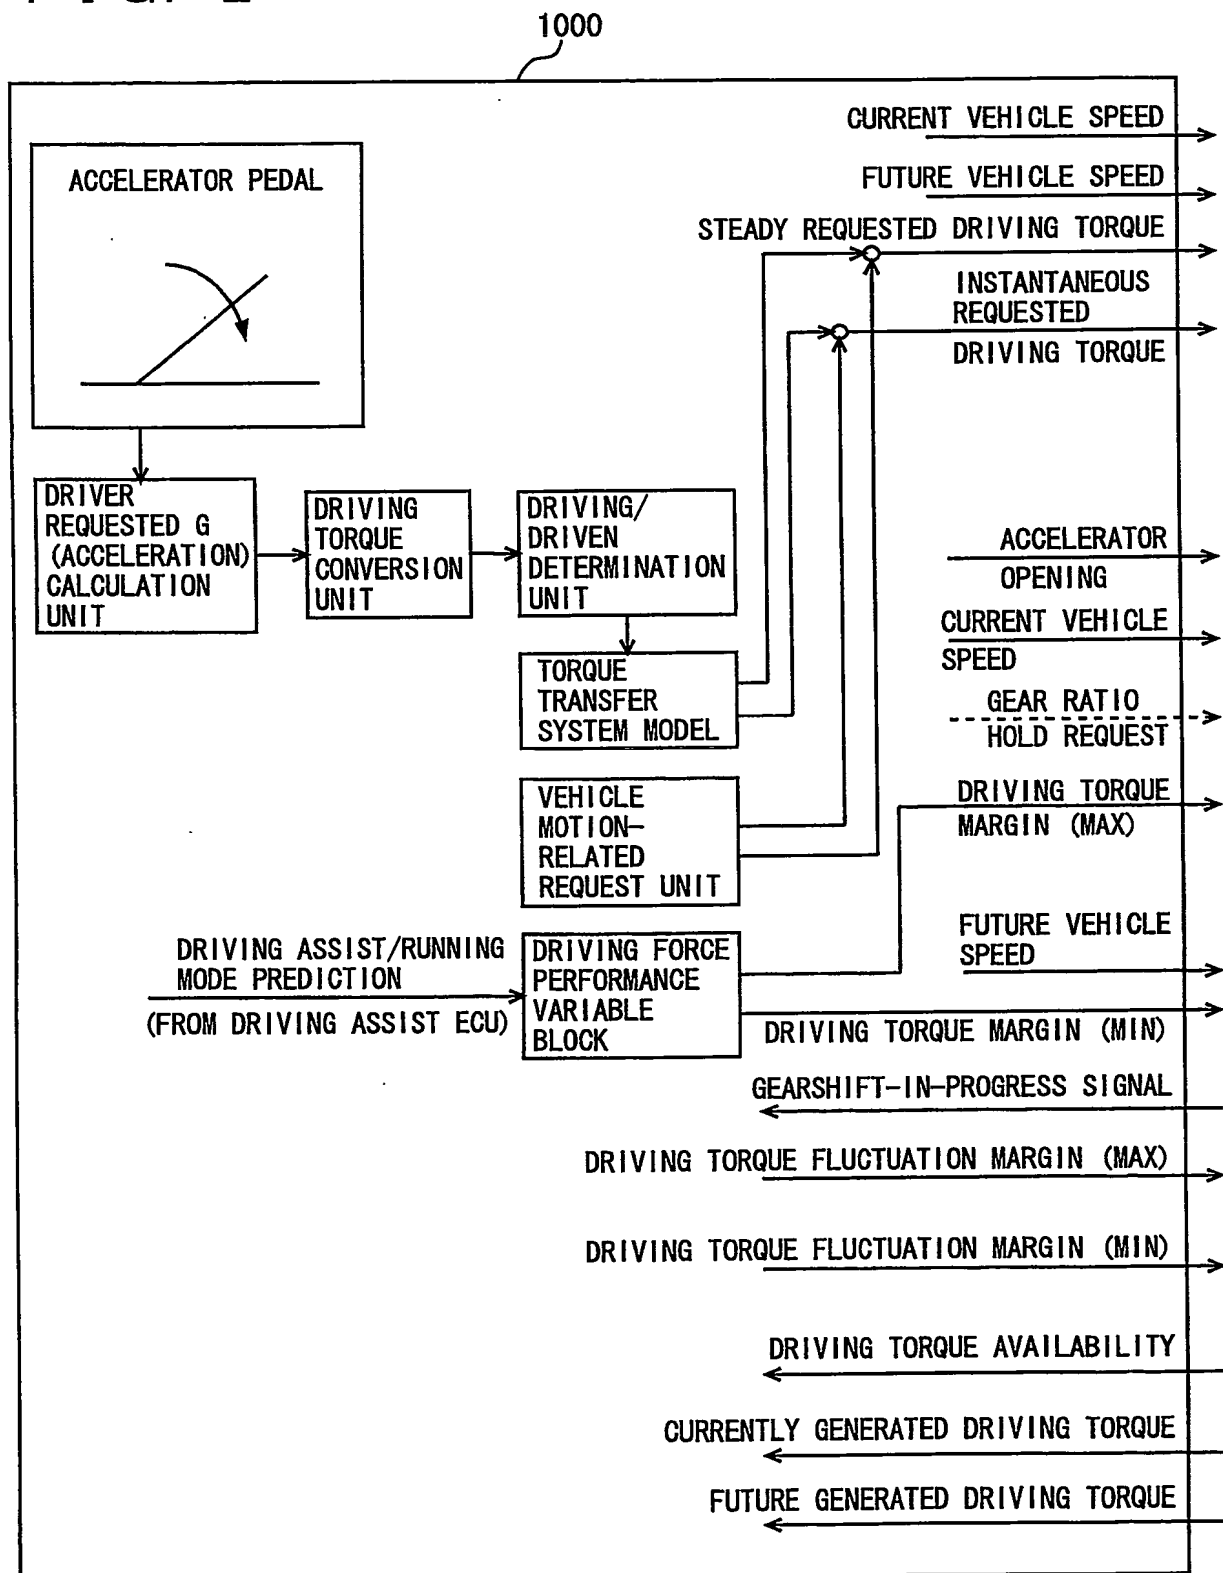 1000
CURRENT VEHICLE SPEED
ACCELERATOR PEDAL
FUTURE VEHICLE SPEED
STEADY REQUESTED DRIVING TORQUE
INSTANTANEOUS
REQUESTED
DRIVING TORQUE
DRIVER
REQUESTED G
(ACCELERATION)
CALCULATION
UNIT
DRIVING
TORQUE
CONVERSION
UNIT
DRIVING/
DRIVEN
DETERMINATION
UNIT
ACCELERATOR
OPENING
CURRENT VEHICLE
SPEED
TORQUE
TRANSFER
SYSTEM MODEL
GEAR RATIO
HOLD REQUEST
VEHICLE
MOTION-
RELATED
REQUEST UNIT
DRIVING TORQUE
MARGIN (MAX)
DRIVING ASSIST/RUNNING
MODE PREDICTION
(FROM DRIVING ASSIST ECU)
DRIVING FORCE
PERFORMANCE
VARIABLE
BLOCK
FUTURE VEHICLE
SPEED
DRIVING TORQUE MARGIN (MIN)
GEARSHIFT-IN-PROGRESS SIGNAL
DRIVING TORQUE FLUCTUATION MARGIN (MAX)
DRIVING TORQUE FLUCTUATION MARGIN (MIN)
DRIVING TORQUE AVAILABILITY
CURRENTLY GENERATED DRIVING TORQUE
FUTURE GENERATED DRIVING TORQUE